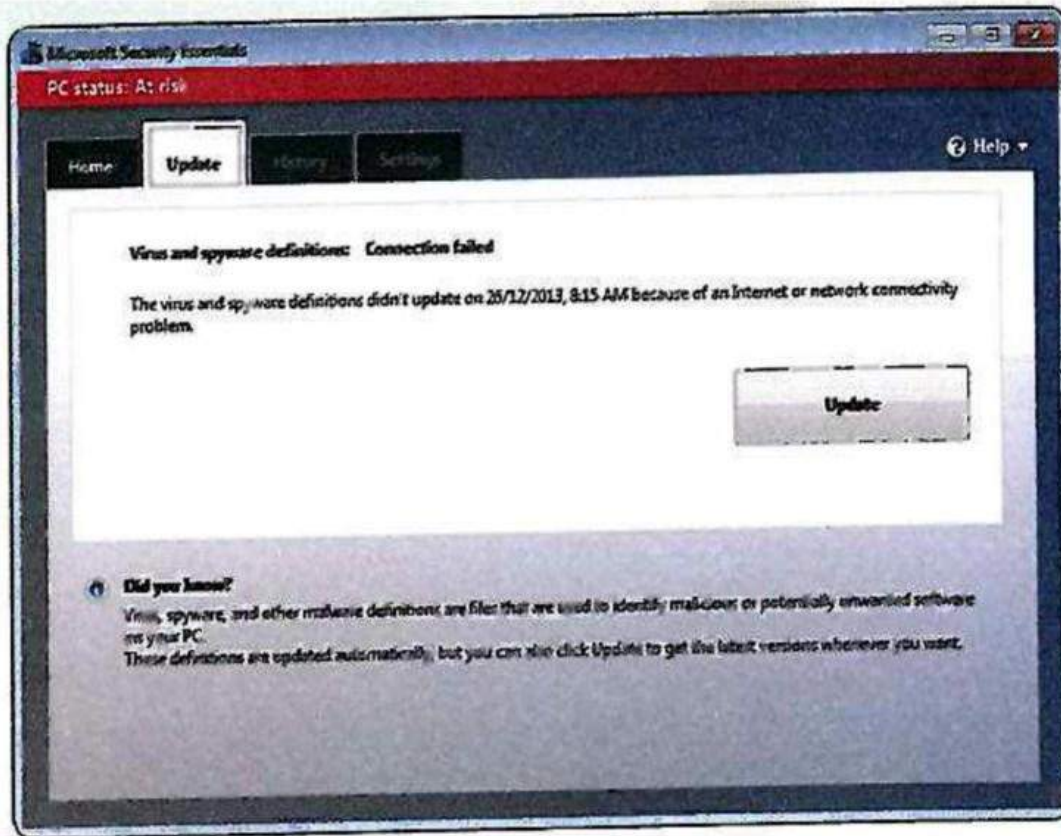 Microsoft Security Essentials
PC status: At risk
Home Update History Settings
Help
Virus and spyware definitions: Connection failed
The virus and spyware definitions didn't update on 26/12/2013, 8:15 AM because of an Internet or network connectivity
problem.
Update
Did you know?
Virus, spyware, and other malware definitions are files that are used to identify malicious or potentially unwanted software
on your PC.
These definitions are updated automatically, but you can also click Update to get the latest versions whenever you want.